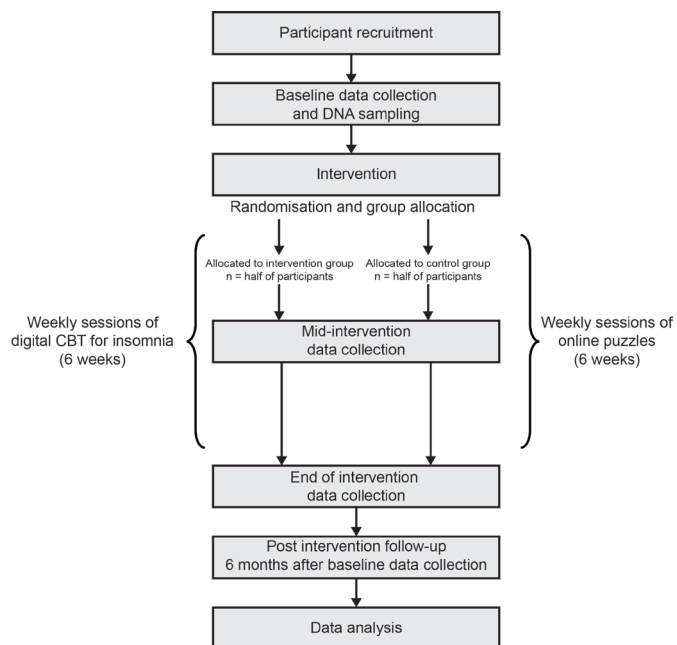 Participant recruitment
Baseline data collection
and DNA sampling
Intervention
Randomisation and group allocation
Allocated to intervention group
n = half of participants
Allocated to control group
n = half of participants
Weekly sessions of
digital CBT for insomnia
(6 weeks)
Mid-intervention
data collection
Weekly sessions of
online puzzles
(6 weeks)
End of intervention
data collection
Post intervention follow-up
6 months after baseline data collection
Data analysis